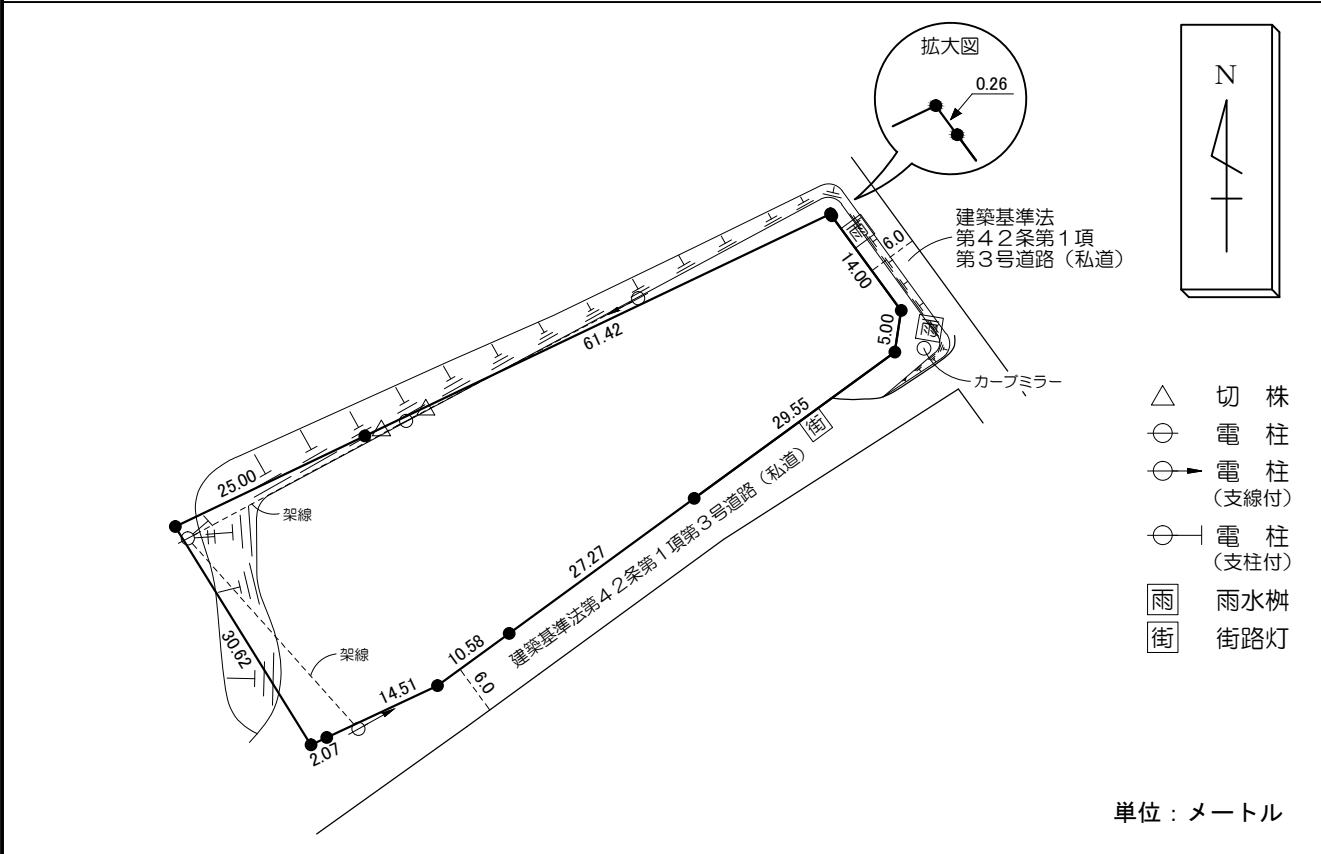 拡大図
0.26
N
建築基準法
第42条第1項
第3号道路（私道）
6.0
雨
14.00
61.42
5.00
雨
カーブミラー
29.55
街
25.00
架線
建築基準法第42条第1項第3号道路（私道）
27.27
30.62
架線
10.58
6.0
14.51
2.07
切株
電柱
電柱
（支線付）
電柱
（支柱付）
雨 雨水桝
街 街路灯
単位：メートル